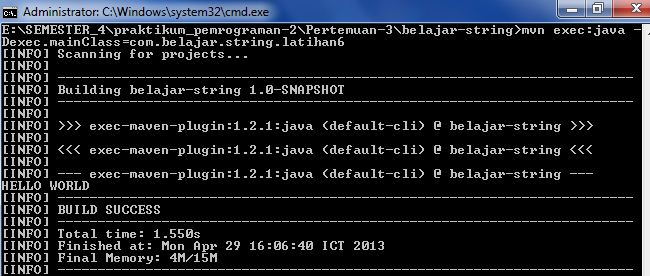 Administrator: C:\Windows\system32\cmd.exe
E:\SEMESTER_4\praktikum_pemrograman-2\Pertemuan-3\belajar-string>mvn exec:java -
Dexec.mainClass=com.belajar.string.latihan6
[INFO] Scanning for projects...
[INFO]
[INFO] ------------------------------------------------------------------------
[INFO] Building belajar-string 1.0-SNAPSHOT
[INFO] ------------------------------------------------------------------------
[INFO]
[INFO] >>> exec-maven-plugin:1.2.1:java (default-cli) @ belajar-string >>>
[INFO]
[INFO] <<< exec-maven-plugin:1.2.1:java (default-cli) @ belajar-string <<<
[INFO]
[INFO] --- exec-maven-plugin:1.2.1:java (default-cli) @ belajar-string ---
HELLO WORLD
[INFO] ------------------------------------------------------------------------
[INFO] BUILD SUCCESS
[INFO] ------------------------------------------------------------------------
[INFO] Total time: 1.550s
[INFO] Finished at: Mon Apr 29 16:06:40 ICT 2013
[INFO] Final Memory: 4M/15M
[INFO] ------------------------------------------------------------------------